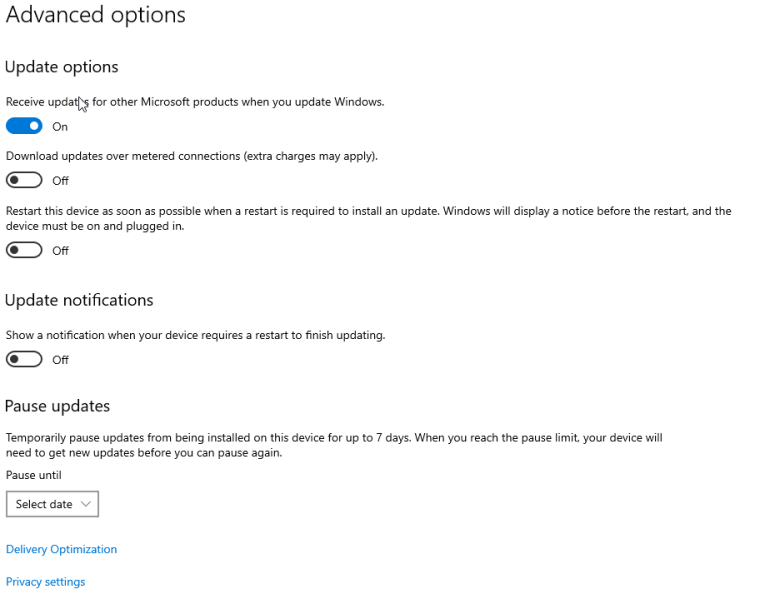 Advanced options
Update options
Receive updates for other Microsoft products when you update Windows.
On
Download updates over metered connections (extra charges may apply).
Off
Restart this device as soon as possible when a restart is required to install an update. Windows will display a notice before the restart, and the
device must be on and plugged in.
Off
Update notifications
Show a notification when your device requires a restart to finish updating.
Off
Pause updates
Temporarily pause updates from being installed on this device for up to 7 days. When you reach the pause limit, your device will
need to get new updates before you can pause again.
Pause until
Select date
Delivery Optimization
Privacy settings